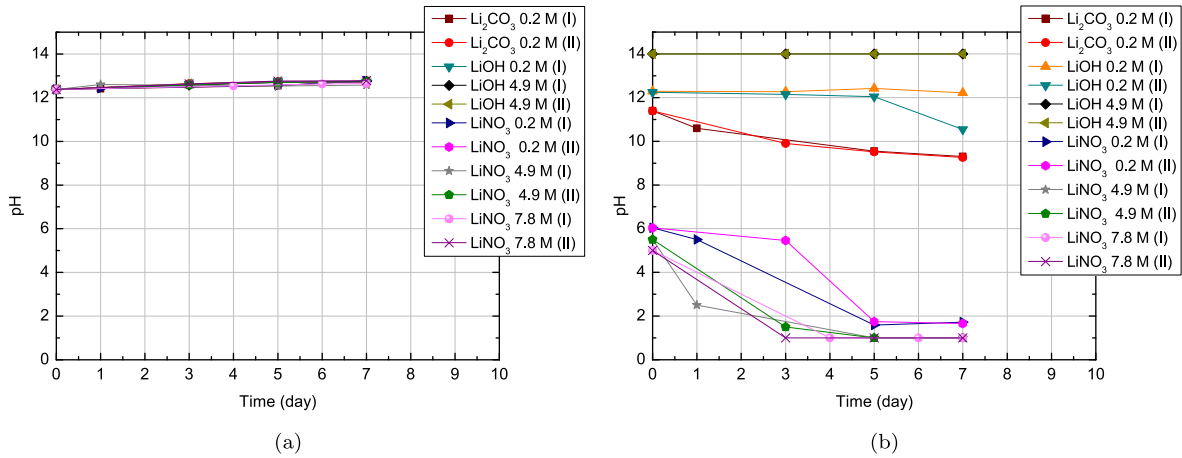 Li₂CO₃ 0.2 M (I)
Li₂CO₃ 0.2 M (II)
LiOH 0.2 M (I)
LiOH 4.9 M (I)
LiOH 4.9 M (II)
LiNO₃ 0.2 M (I)
LiNO₃ 0.2 M (II)
LiNO₃ 4.9 M (I)
LiNO₃ 4.9 M (II)
LiNO₃ 7.8 M (I)
LiNO₃ 7.8 M (II)
14
12
10
8
6
4
2
0
pH
0 1 2 3 4 5 6 7 8 9 10
Time (day)
(a)
Li₂CO₃ 0.2 M (I)
Li₂CO₃ 0.2 M (II)
LiOH 0.2 M (I)
LiOH 0.2 M (II)
LiOH 4.9 M (I)
LiOH 4.9 M (II)
LiNO₃ 0.2 M (I)
LiNO₃ 0.2 M (II)
LiNO₃ 4.9 M (I)
LiNO₃ 4.9 M (II)
LiNO₃ 7.8 M (I)
LiNO₃ 7.8 M (II)
14
12
10
8
6
4
2
0
pH
0 1 2 3 4 5 6 7 8 9 10
Time (day)
(b)